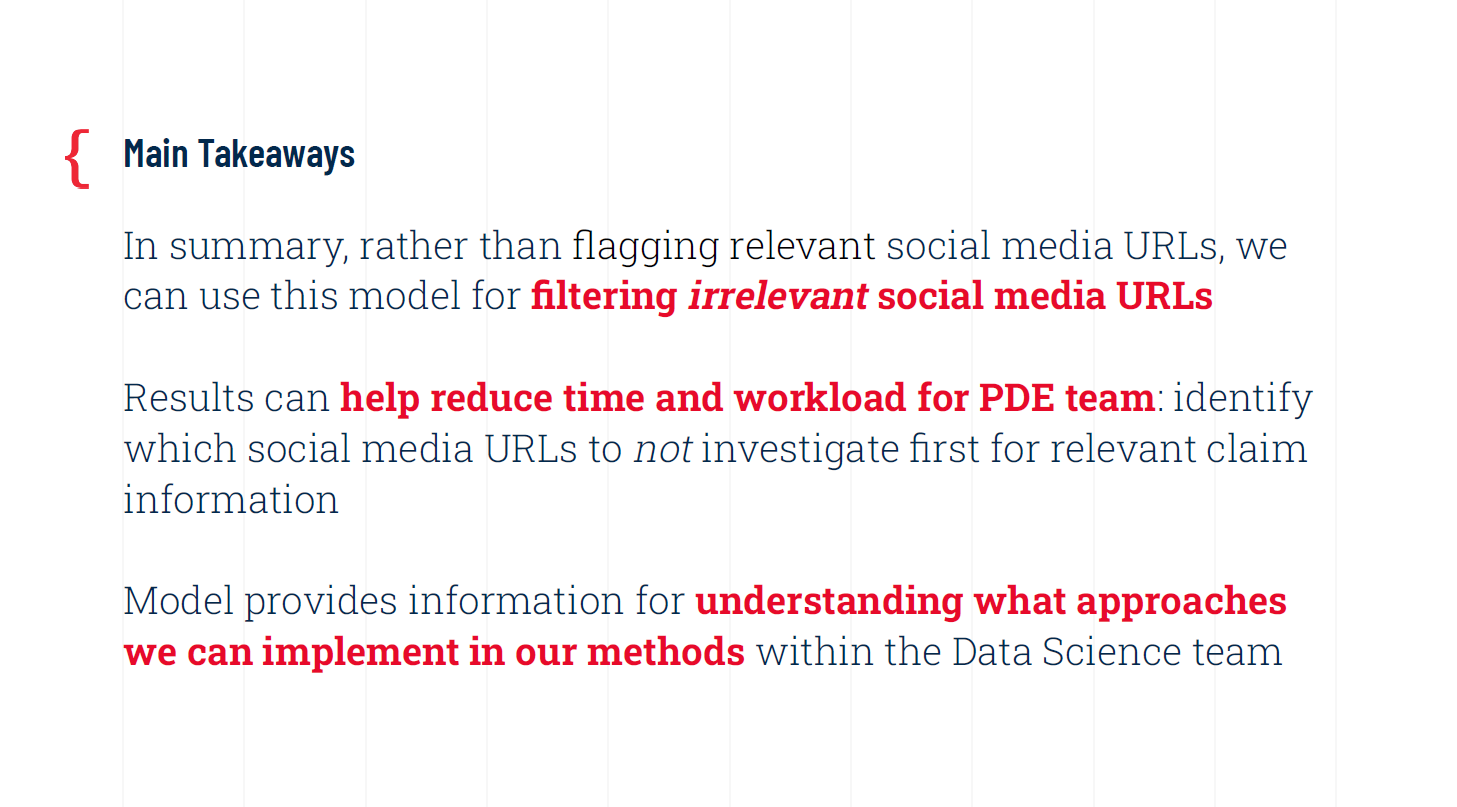 { Main Takeaways
In summary, rather than flagging relevant social media URLs, we
can use this model for filtering irrelevant social media URLs
Results can help reduce time and workload for PDE team: identify
which social media URLs to not investigate first for relevant claim
information
Model provides information for understanding what approaches
we can implement in our methods within the Data Science team